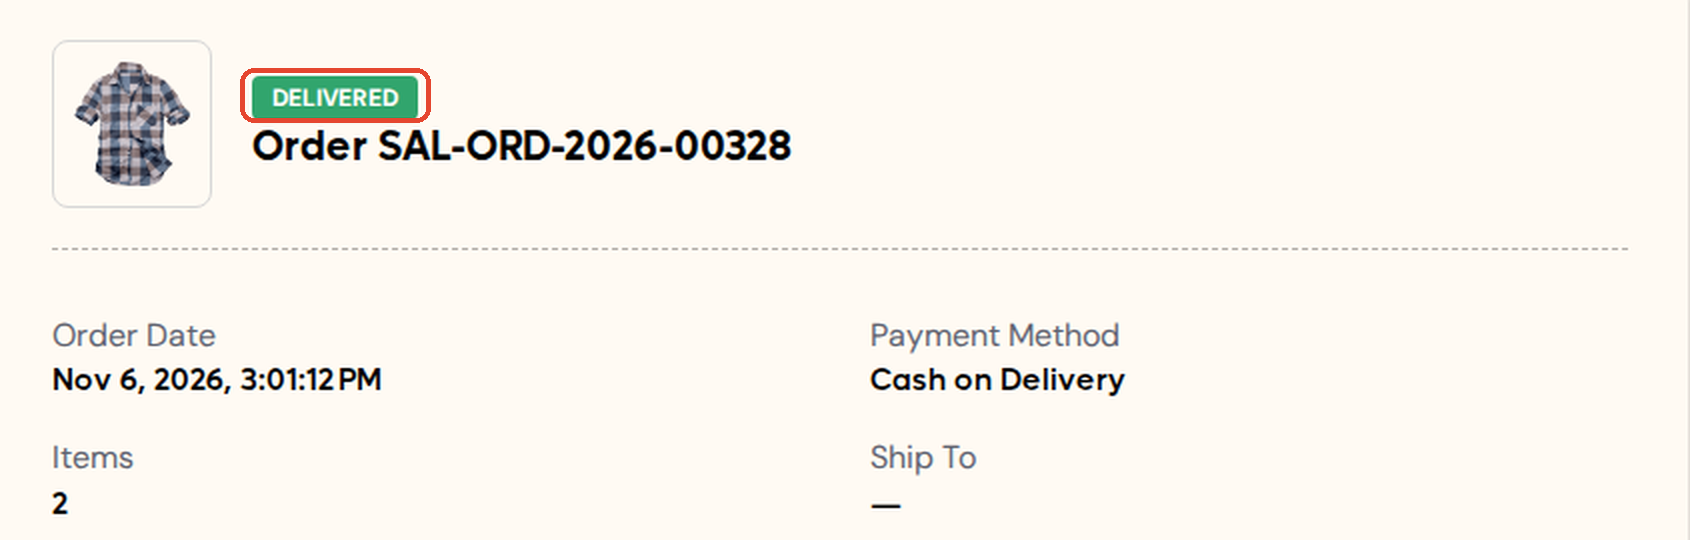 DELIVERED
Order SAL-ORD-2026-00328
Order Date
Nov 6, 2026, 3:01:12 PM
Payment Method
Cash on Delivery
Items
2
Ship To
—